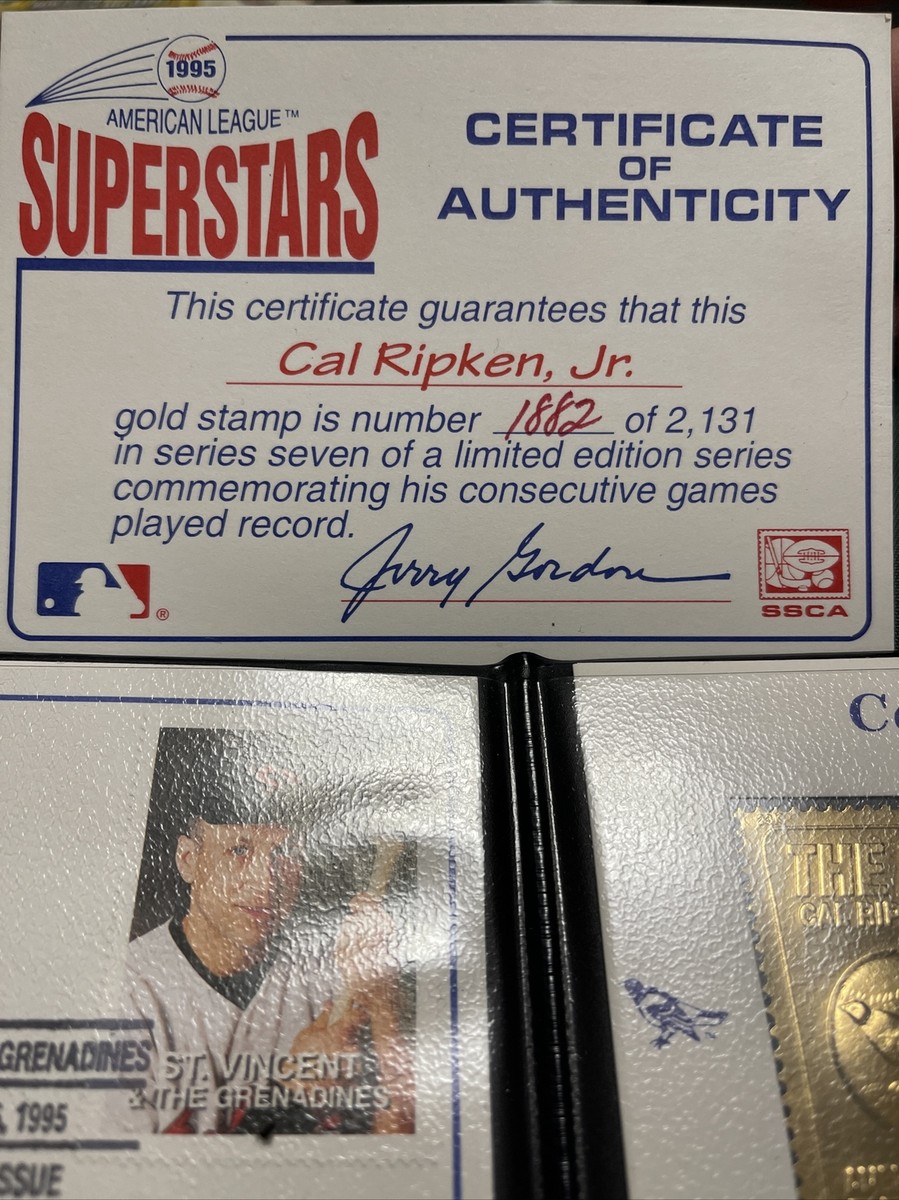 1995
AMERICAN LEAGUE™
SUPERSTARS
CERTIFICATE
OF
AUTHENTICITY
This certificate guarantees that this
Cal Ripken, Jr.
gold stamp is number 1882 of 2,131
in series seven of a limited edition series
commemorating his consecutive games
played record.
Jerry Gordon
®
SSCA
ST. VINCENT
& THE GRENADINES
GRENADINES
1995
SSUE
C
THE
CAL RIP